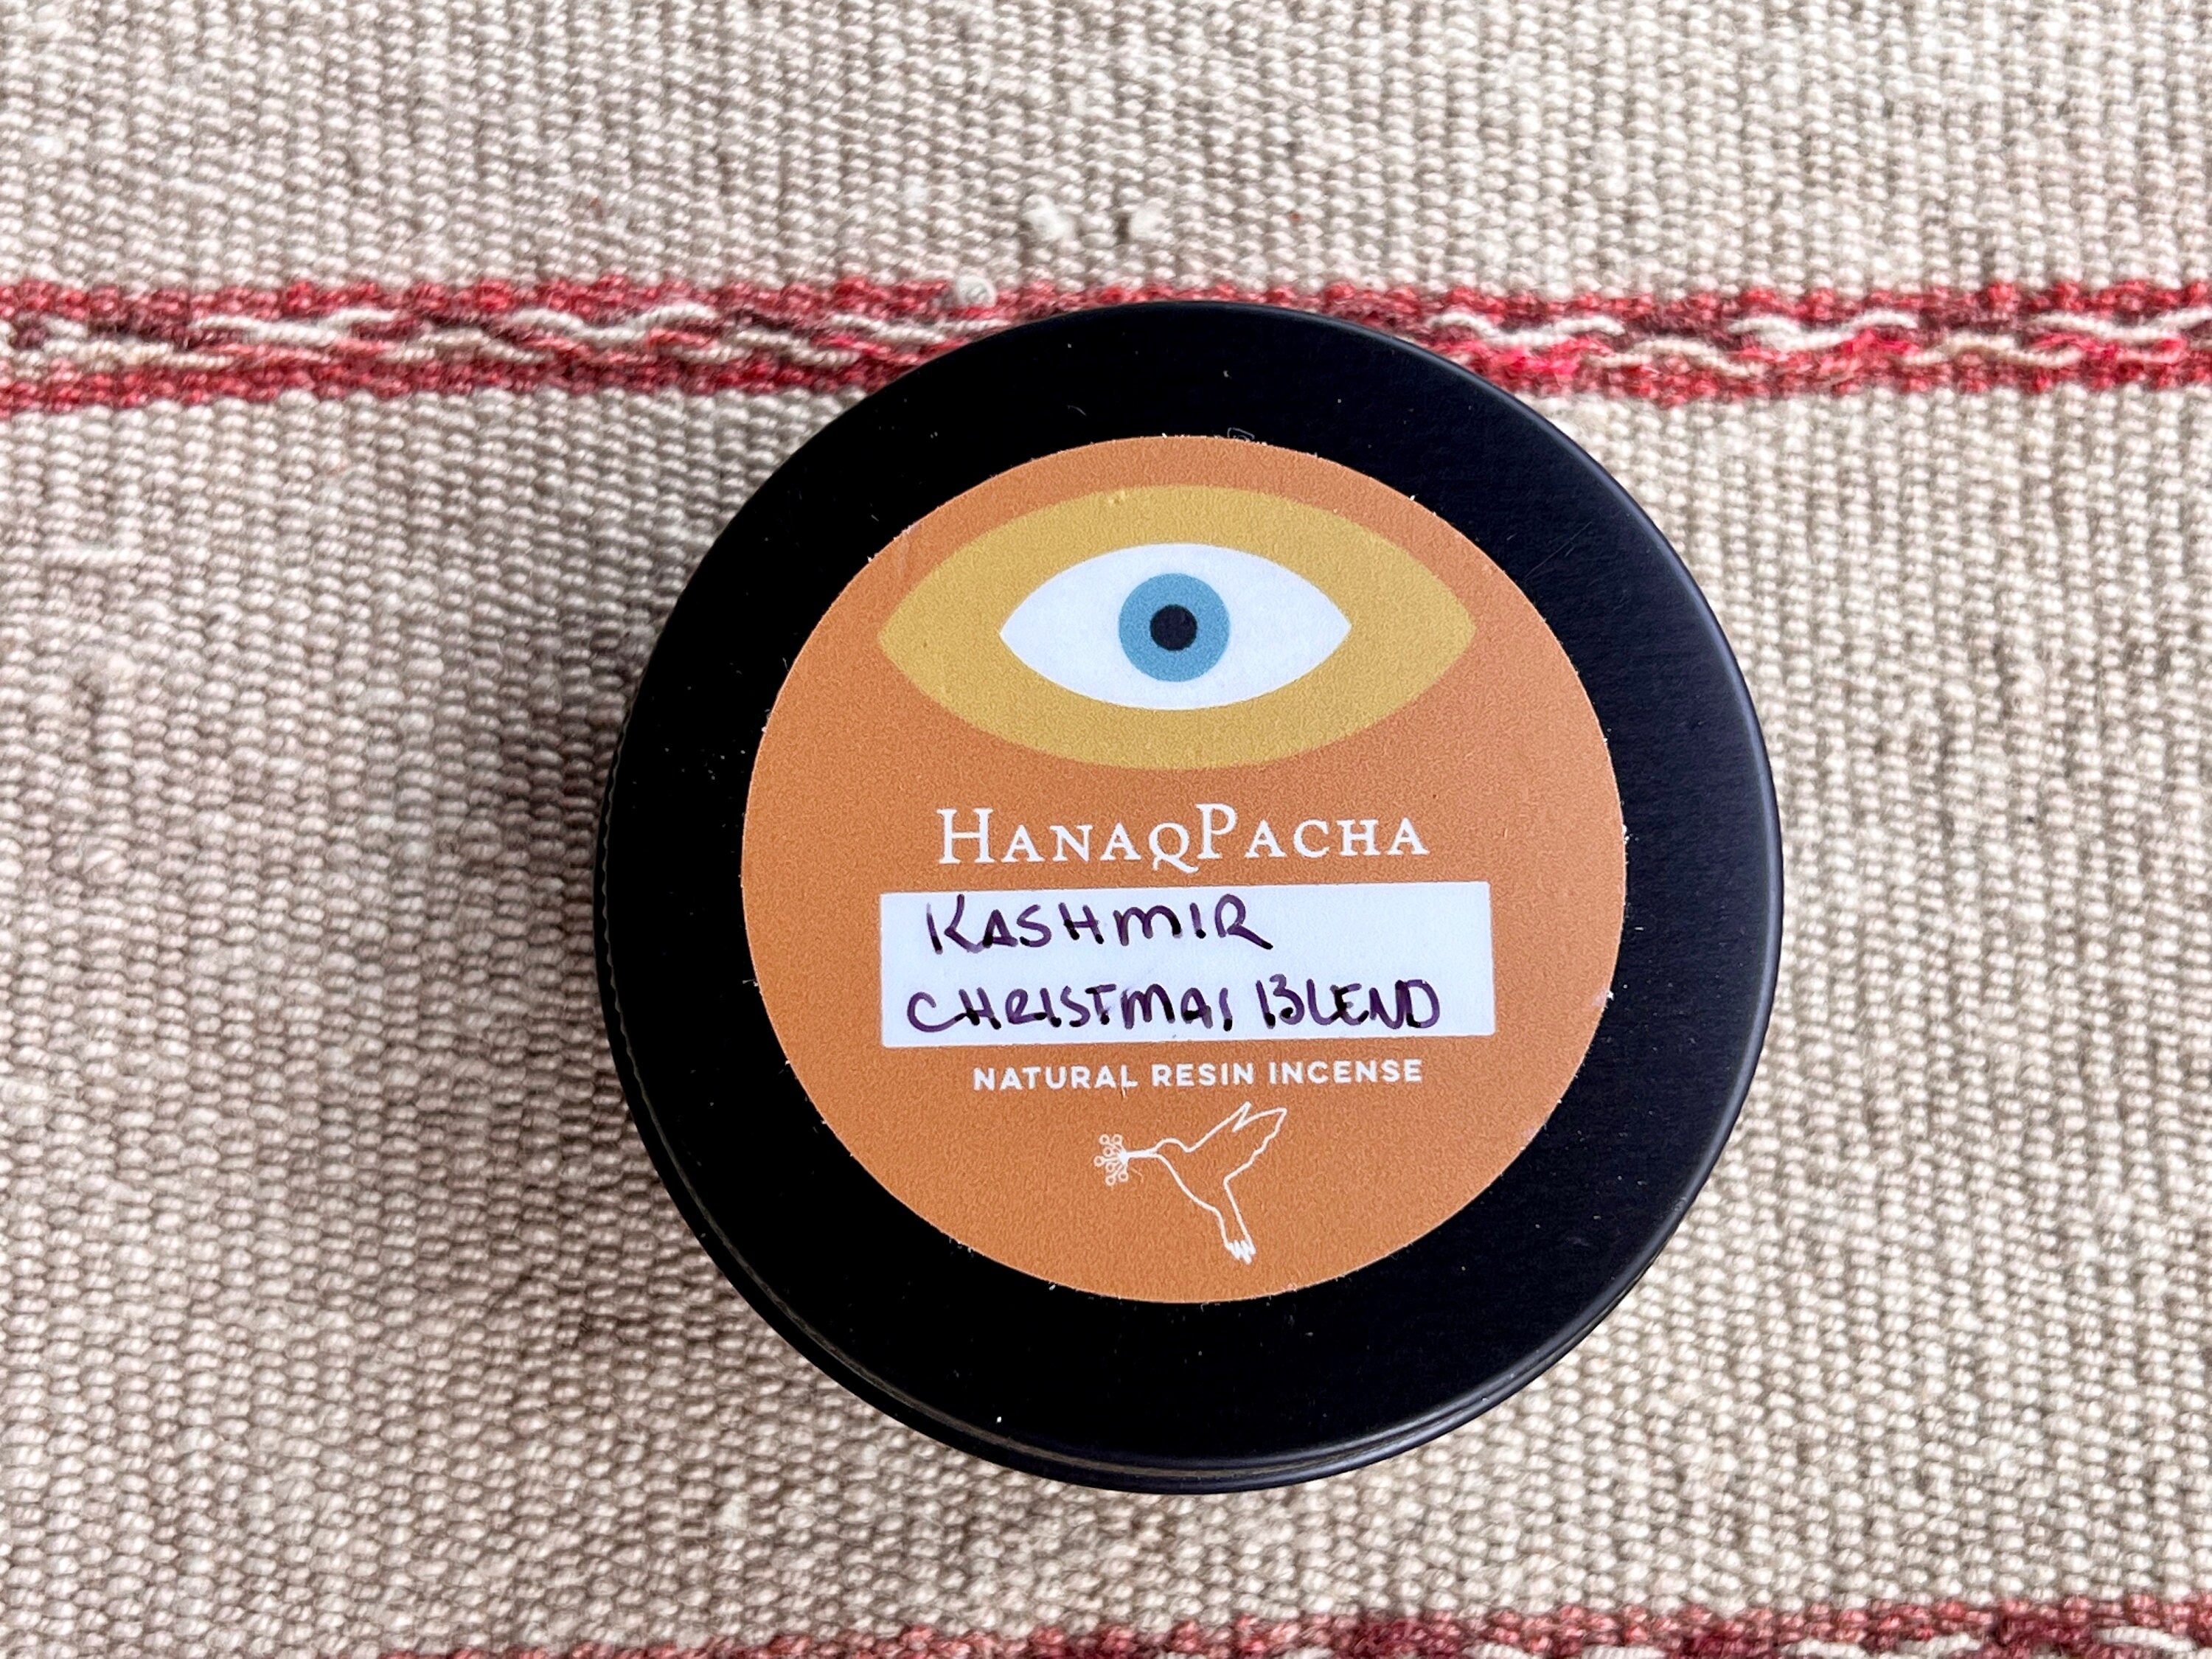 HANAQPACHA
KASHMIR
CHRISTMAS BLEND
NATURAL RESIN INCENSE